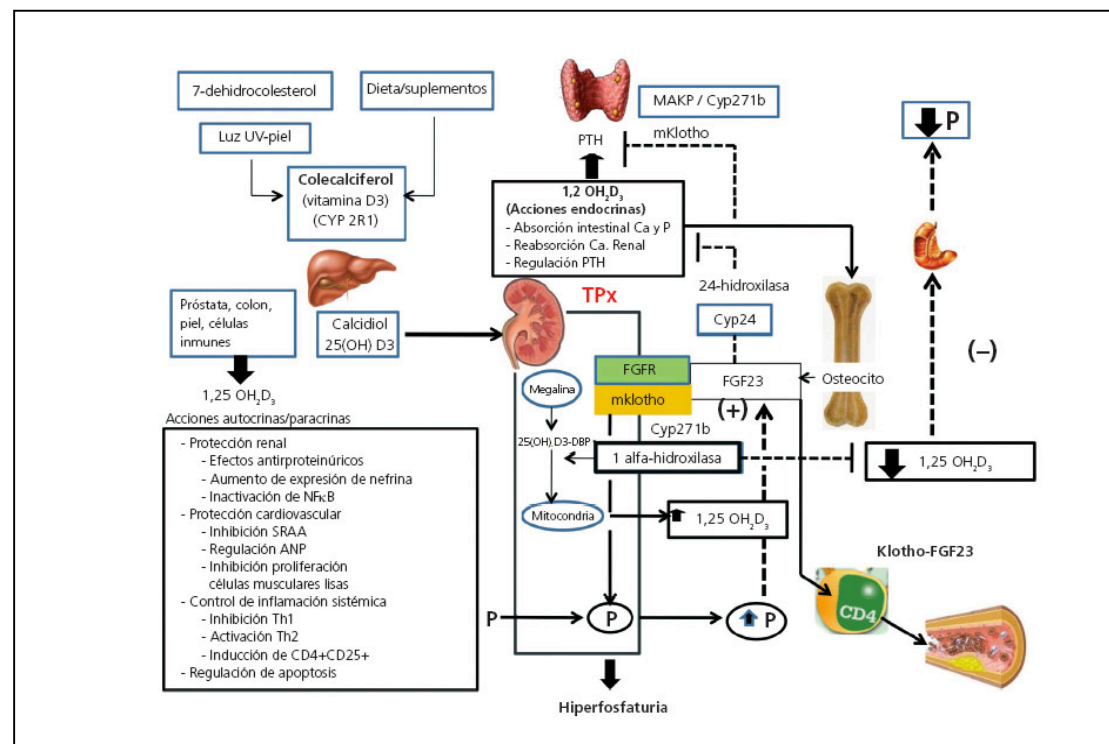 7-dehidrocolesterol
Dieta/suplementos
Luz UV-piel
Colecalciferol
(vitamina D3)
(CYP 2R1)
Próstata, colon,
piel, células
inmunes
Calcidiol
25(OH) D3
1,25 OH₂D₃
Acciones autocrinas/paracrinas
- Protección renal
- Efectos antirproteinúricos
- Aumento de expresión de nefrina
- Inactivación de NFκB
- Protección cardiovascular
- Inhibición SRAA
- Regulación ANP
- Inhibición proliferación
células musculares lisas
- Control de inflamación sistémica
- Inhibición Th1
- Activación Th2
- Inducción de CD4+CD25+
- Regulación de apoptosis
MAKP / Cyp271b
PTH
mKlotho
1,2 OH₂D₃
(Acciones endocrinas)
- Absorción intestinal Ca y P
- Reabsorción Ca. Renal
- Regulación PTH
TPx
24-hidroxilasa
Cyp24
FGFR
mklotho
FGF23
(+)
Osteocito
Megalina
25(OH) D3-DBP
Cyp271b
1 alfa-hidroxilasa
Mitocondria
1,25 OH₂D₃
P
P
P
Hiperfosfaturia
P
(–)
1,25 OH₂D₃
Klotho-FGF23
CD4